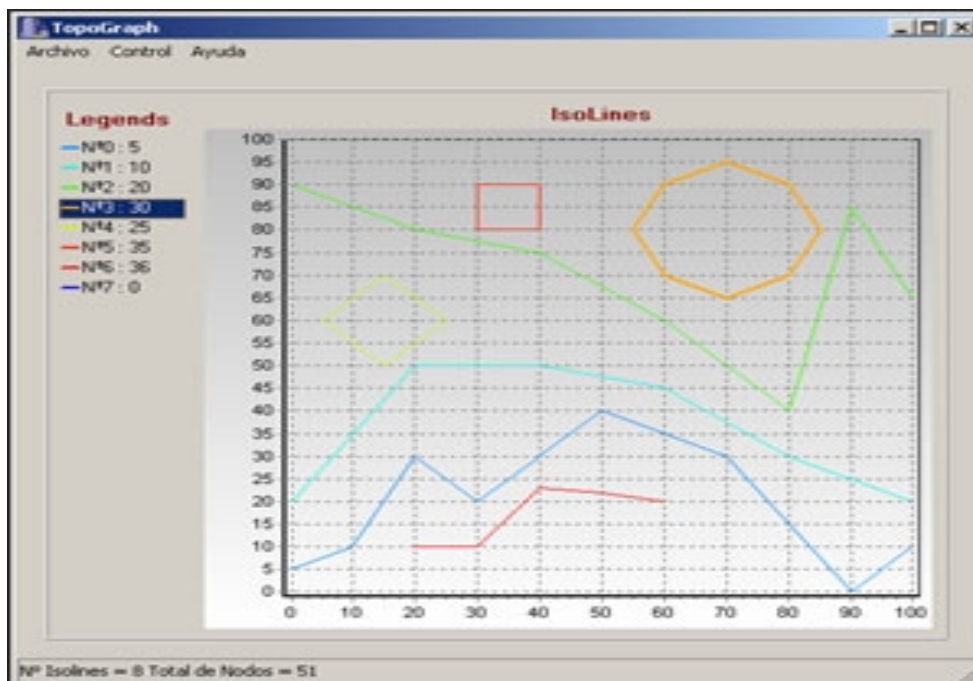 TopoGraph
Archivo Control Ayuda
Legends
IsoLines
Nº0 : 5
Nº1 : 10
Nº2 : 20
Nº3 : 30
Nº4 : 25
Nº5 : 35
Nº6 : 36
Nº7 : 0
100
95
90
85
80
75
70
65
60
55
50
45
40
35
30
25
20
15
10
5
0
0 10 20 30 40 50 60 70 80 90 100
Nº Isolines = 8 Total de Nodos = 51